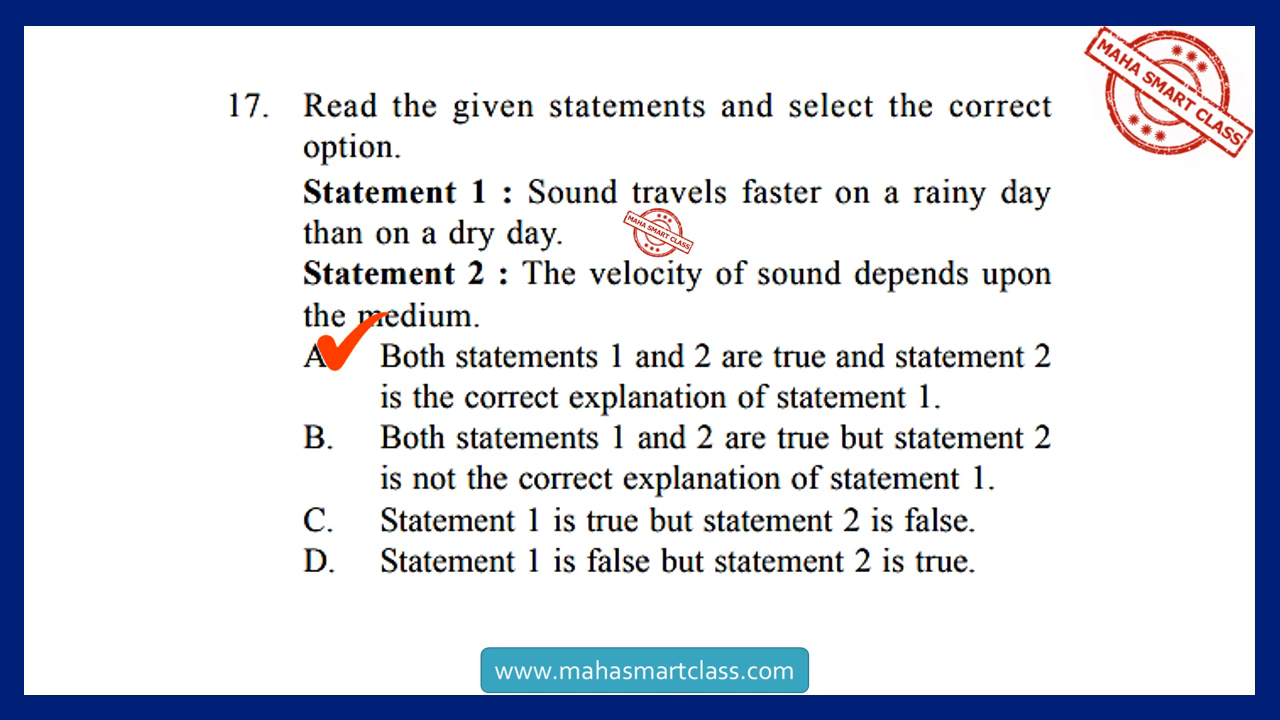 MAHA SMART CLASS
17. Read the given statements and select the correct
option.
Statement 1 : Sound travels faster on a rainy day
than on a dry day.
MAHA SMART CLASS
Statement 2 : The velocity of sound depends upon
the medium.
A Both statements 1 and 2 are true and statement 2
is the correct explanation of statement 1.
B. Both statements 1 and 2 are true but statement 2
is not the correct explanation of statement 1.
C. Statement 1 is true but statement 2 is false.
D. Statement 1 is false but statement 2 is true.
www.mahasmartclass.com